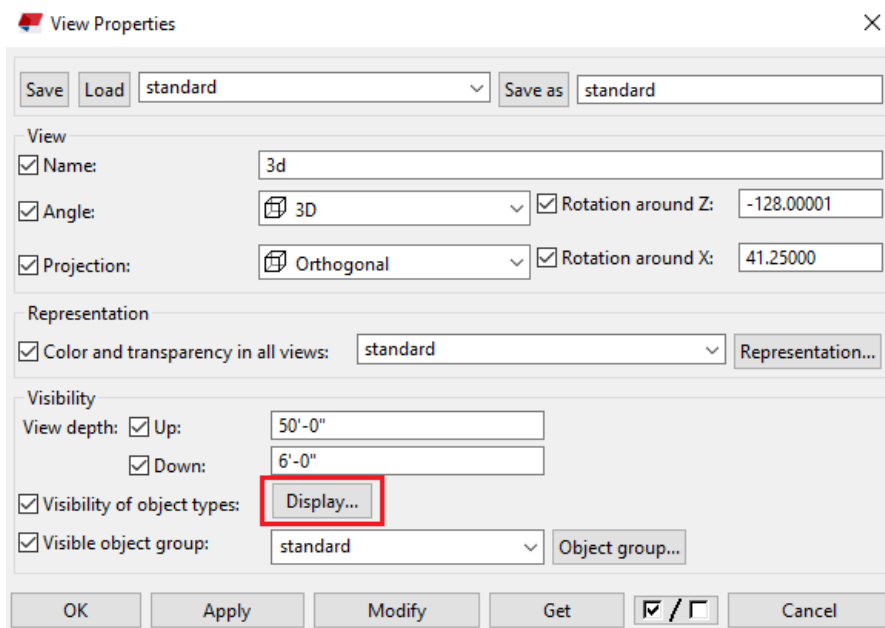 View Properties
Save Load standard Save as standard
View
Name: 3d
Angle: 3D Rotation around Z: -128.00001
Projection: Orthogonal Rotation around X: 41.25000
Representation
Color and transparency in all views: standard Representation...
Visibility
View depth: Up: 50'-0"
Down: 6'-0"
Visibility of object types: Display...
Visible object group: standard Object group...
OK Apply Modify Get / Cancel